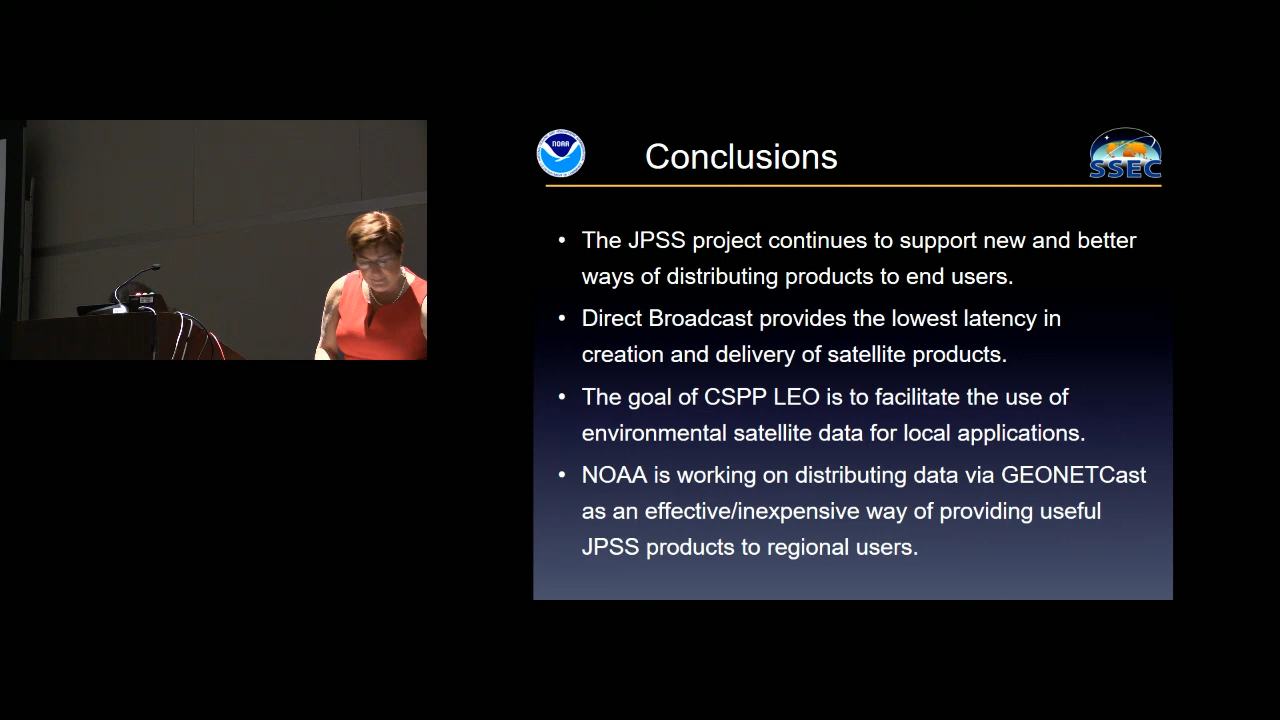 NOAA
Conclusions
SSEC
• The JPSS project continues to support new and better
ways of distributing products to end users.
• Direct Broadcast provides the lowest latency in
creation and delivery of satellite products.
• The goal of CSPP LEO is to facilitate the use of
environmental satellite data for local applications.
• NOAA is working on distributing data via GEONETCast
as an effective/inexpensive way of providing useful
JPSS products to regional users.